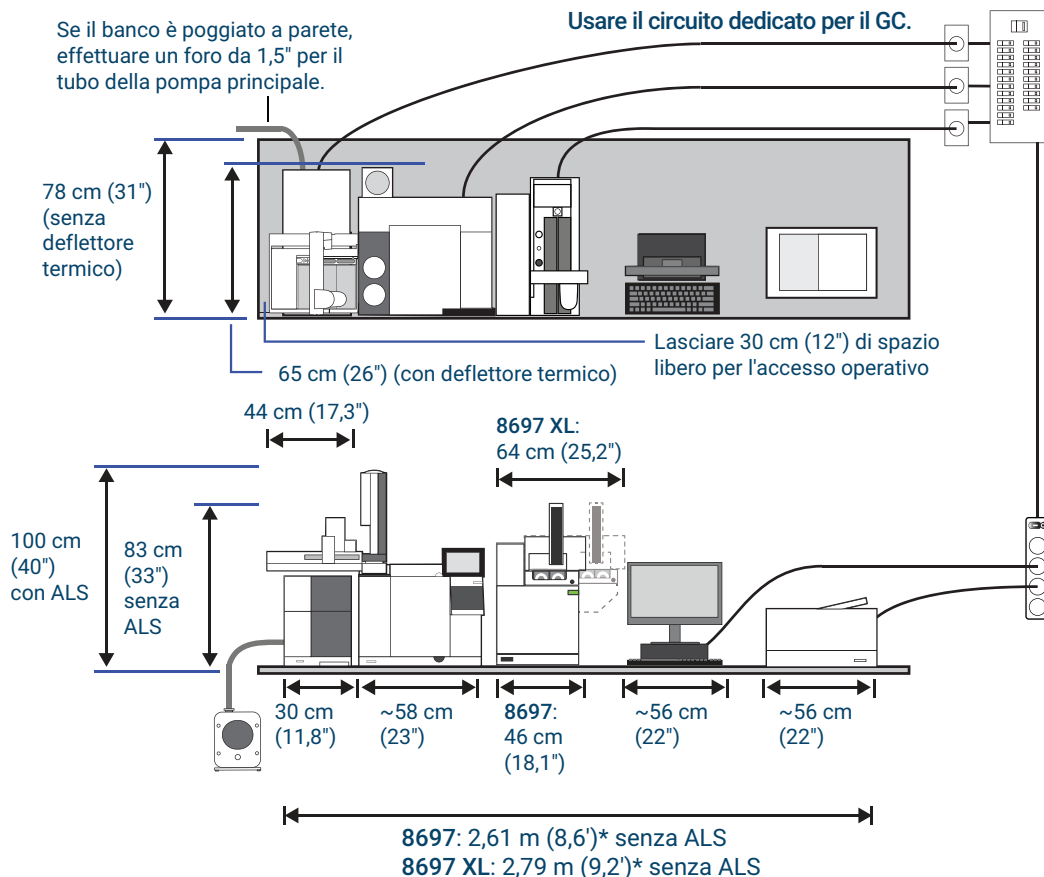 Se il banco è poggiato a parete,
effettuare un foro da 1,5" per il
tubo della pompa principale.
Usare il circuito dedicato per il GC.
78 cm (31")
(senza
deflettore
termico)
65 cm (26") (con deflettore termico)
Lasciare 30 cm (12") di spazio
libero per l'accesso operativo
44 cm (17,3")
8697 XL:
64 cm (25,2")
100 cm
(40")
con ALS
83 cm
(33")
senza
ALS
30 cm
(11,8")
~58 cm
(23")
8697:
46 cm
(18,1")
~56 cm
(22")
~56 cm
(22")
8697: 2,61 m (8,6')* senza ALS
8697 XL: 2,79 m (9,2')* senza ALS